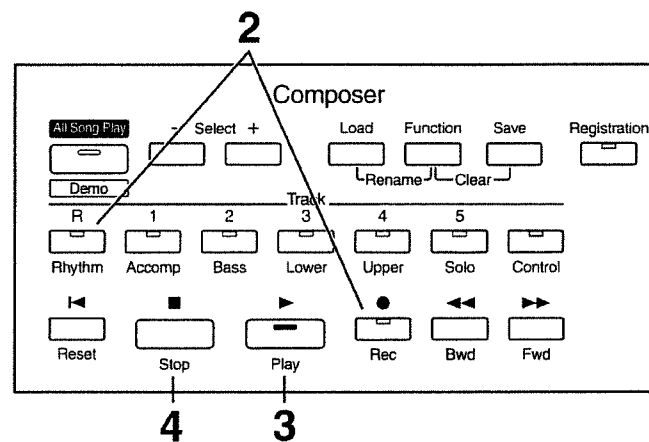 2
Composer
All Song Play - Select + Load Function Save Registration
Demo Rename Clear
Track
R 1 2 3 4 5
Rhythm Accomp Bass Lower Upper Solo Control
Reset Stop Play Rec Bwd Fwd
4 3